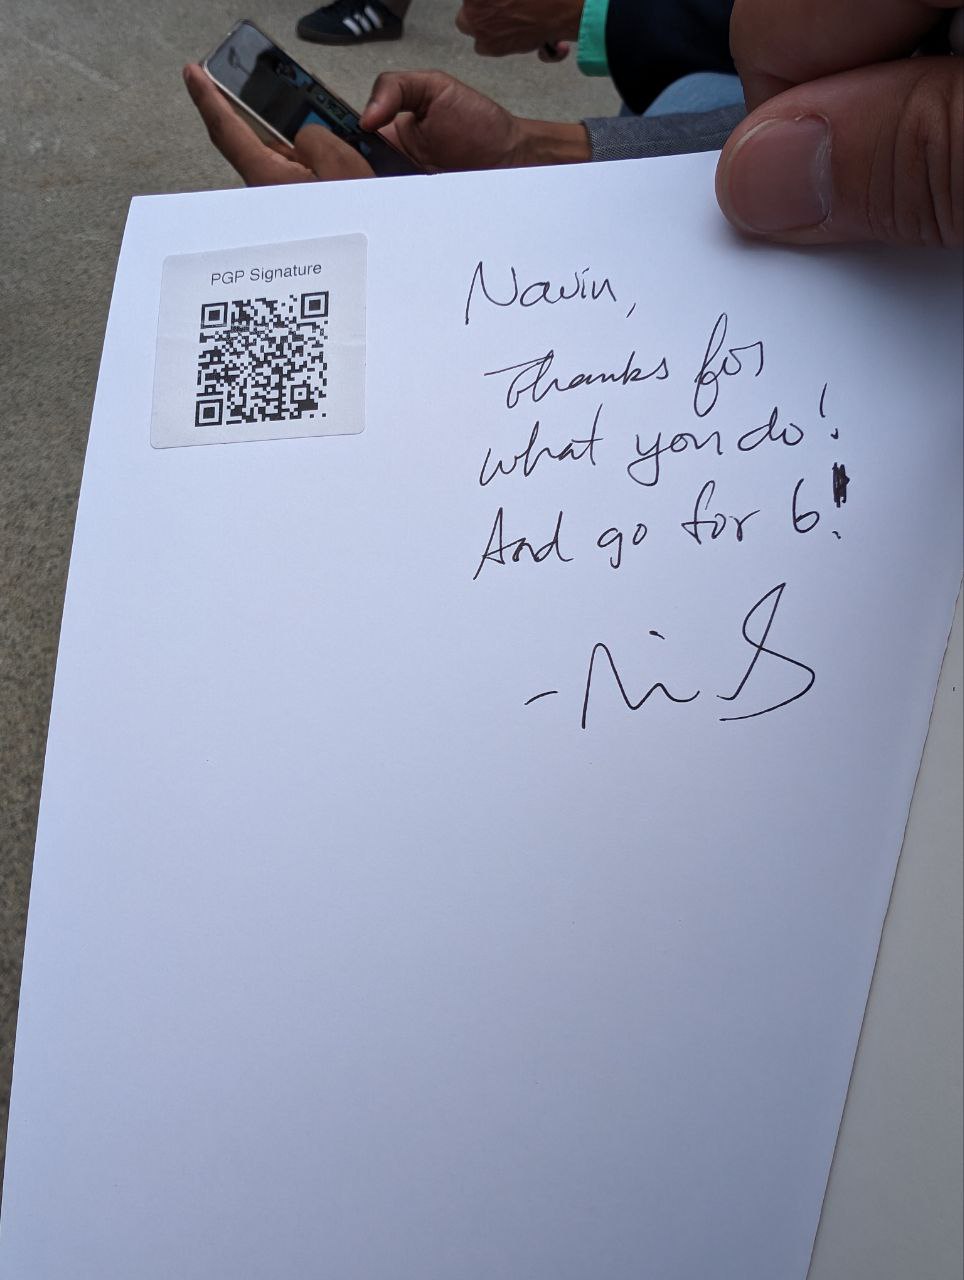 PGP Signature
Navin,
Thanks for
what you do!
And go for 6!